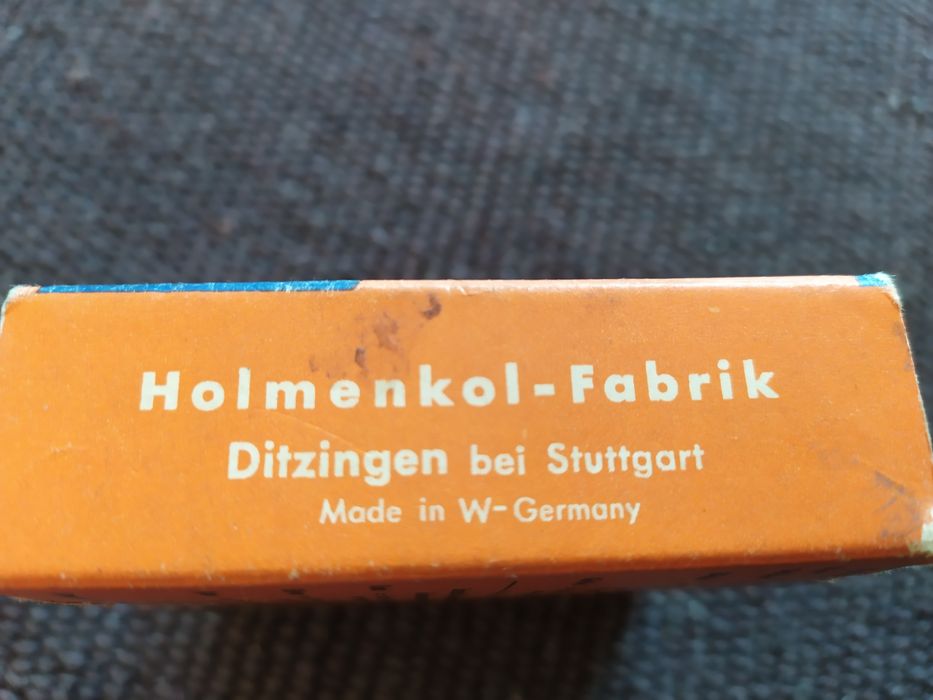 Holmenkol-Fabrik
Ditzingen bei Stuttgart
Made in W-Germany